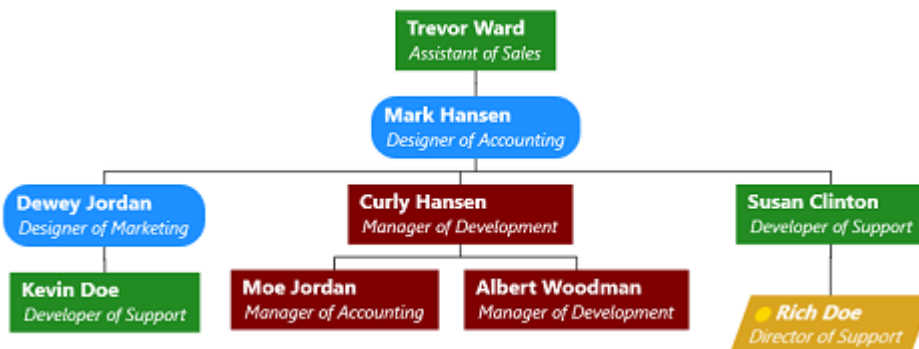 Trevor Ward
Assistant of Sales
Mark Hansen
Designer of Accounting
Dewey Jordan
Designer of Marketing
Curly Hansen
Manager of Development
Susan Clinton
Developer of Support
Kevin Doe
Developer of Support
Moe Jordan
Manager of Accounting
Albert Woodman
Manager of Development
Rich Doe
Director of Support